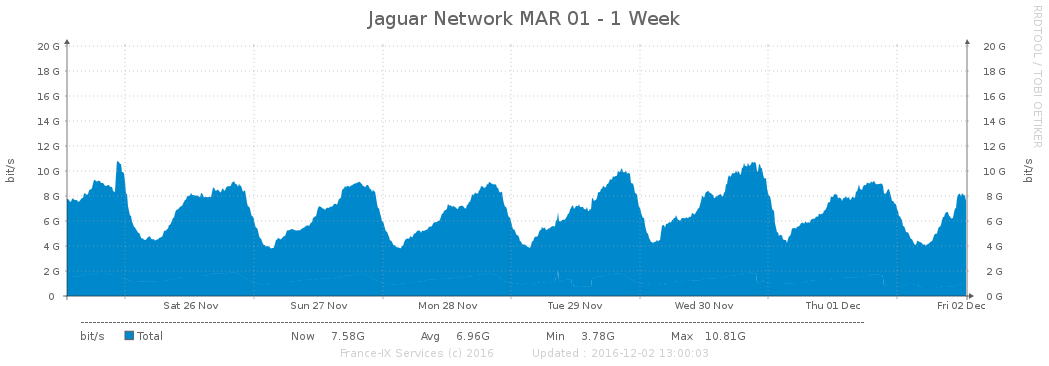 Jaguar Network MAR 01 - 1 Week
RRDTOOL / TOBI OETIKER
bit/s
20 G 20 G
18 G 18 G
16 G 16 G
14 G 14 G
12 G 12 G
10 G 10 G
8 G 8 G
6 G 6 G
4 G 4 G
2 G 2 G
0 0 G
bit/s
Sat 26 Nov Sun 27 Nov Mon 28 Nov Tue 29 Nov Wed 30 Nov Thu 01 Dec Fri 02 Dec
bit/s Total Now 7.58G Avg 6.96G Min 3.78G Max 10.81G
France-IX Services (c) 2016 Updated : 2016-12-02 13:00:03